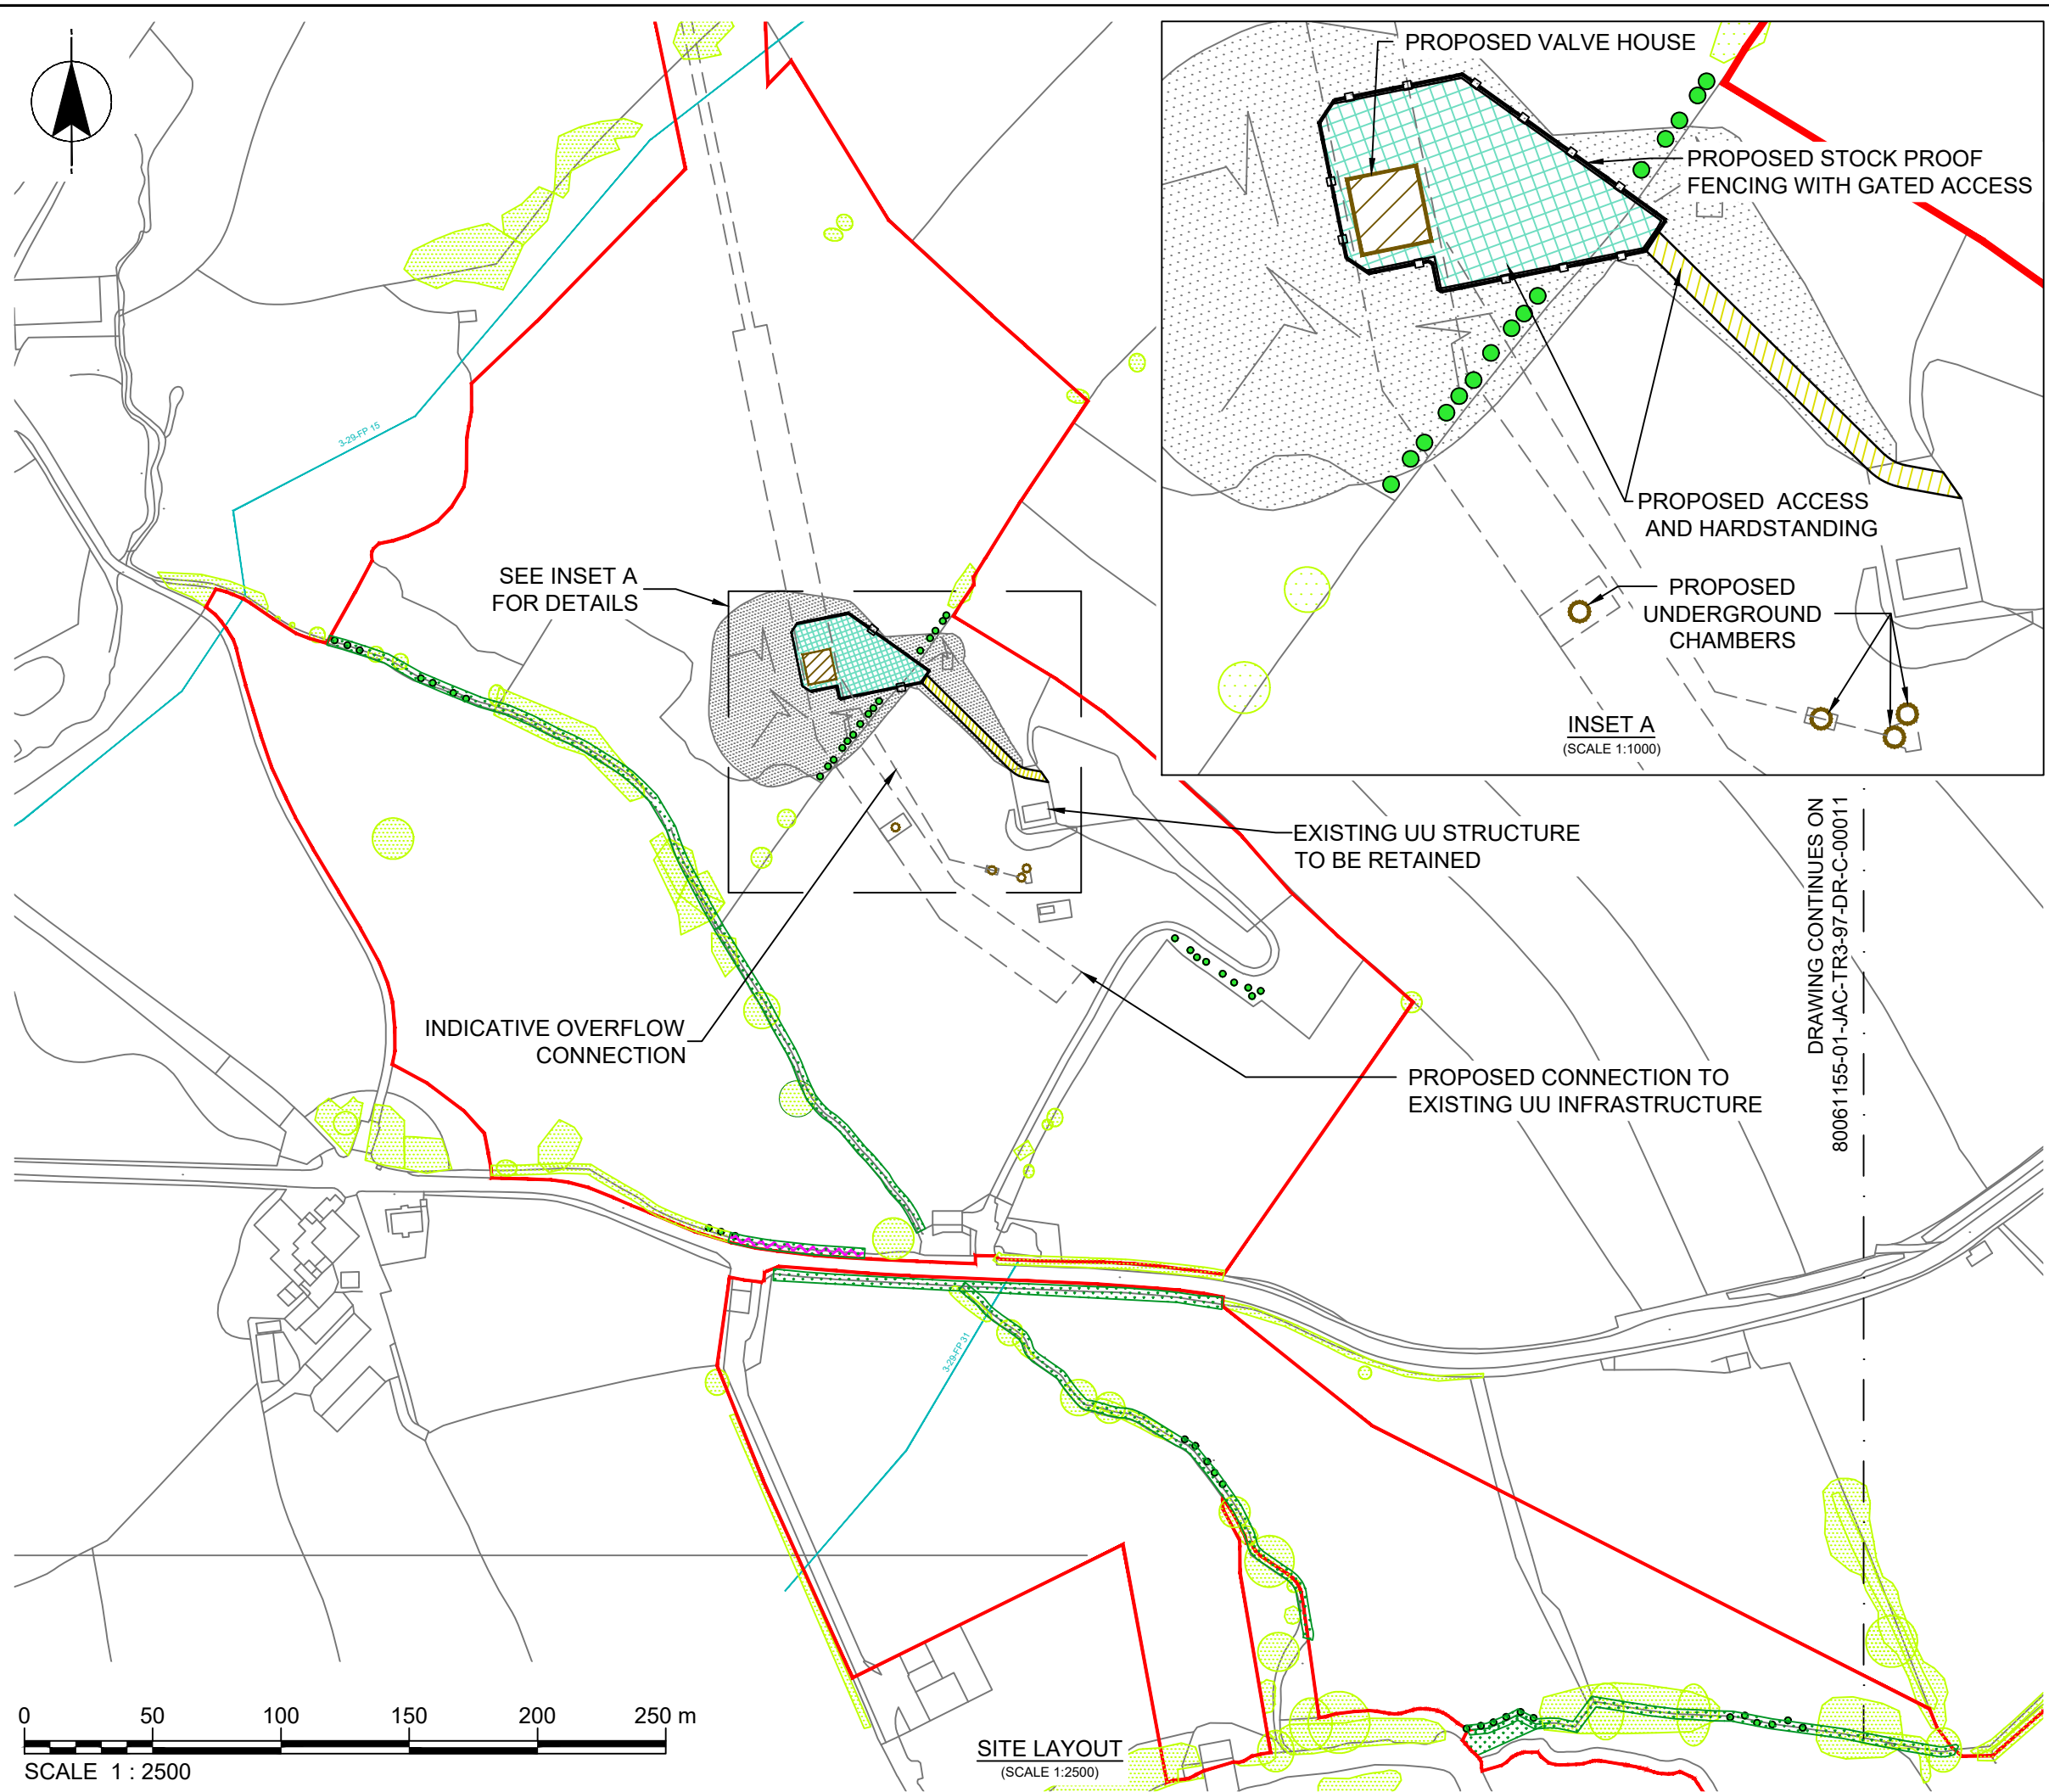 PROPOSED VALVE HOUSE
PROPOSED STOCK PROOF
FENCING WITH GATED ACCESS
PROPOSED ACCESS
AND HARDSTANDING
PROPOSED
UNDERGROUND
CHAMBERS
INSET A
(SCALE 1:1000)
3-29-FP 15
SEE INSET A
FOR DETAILS
EXISTING UU STRUCTURE
TO BE RETAINED
DRAWING CONTINUES ON
80061155-01-JAC-TR3-97-DR-C-00011
INDICATIVE OVERFLOW
CONNECTION
PROPOSED CONNECTION TO
EXISTING UU INFRASTRUCTURE
3-29-FP 31
0 50 100 150 200 250 m
SCALE 1 : 2500
SITE LAYOUT
(SCALE 1:2500)